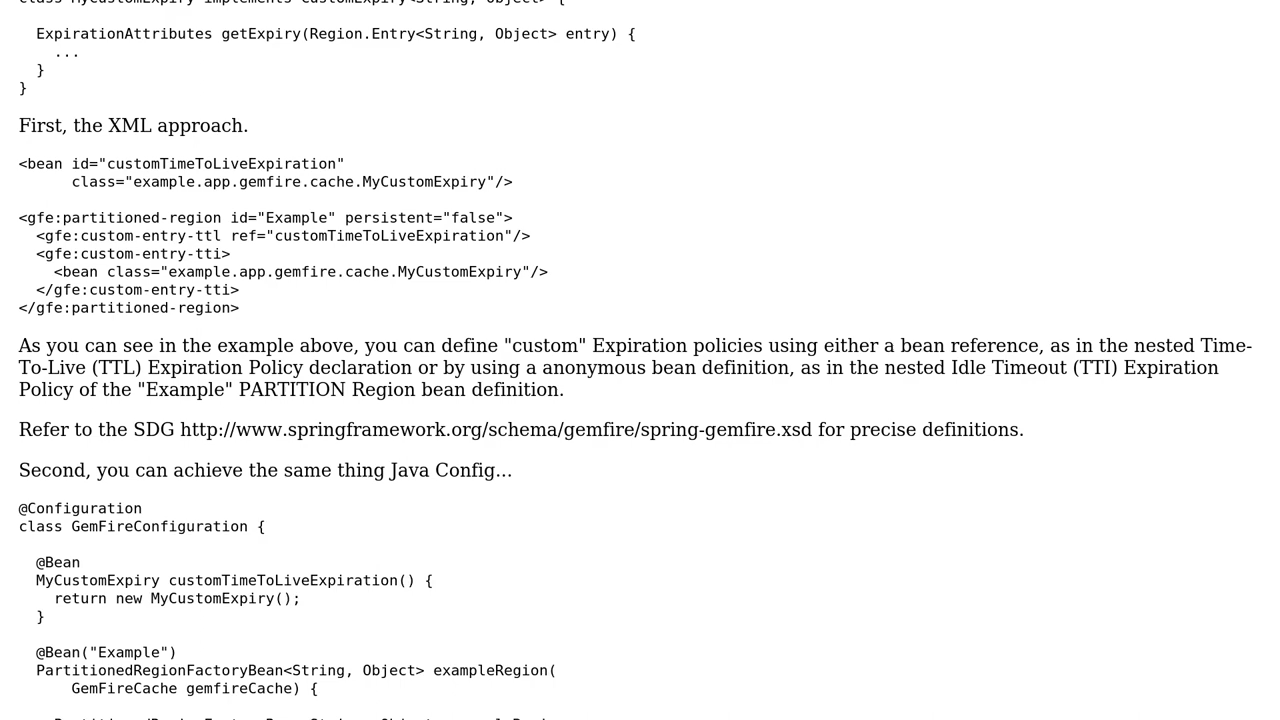 class MyCustomExpiry implements CustomExpiry<String, Object> {
  ExpirationAttributes getExpiry(Region.Entry<String, Object> entry) {
    ...
  }
}
First, the XML approach.
<bean id="customTimeToLiveExpiration"
      class="example.app.gemfire.cache.MyCustomExpiry"/>
<gfe:partitioned-region id="Example" persistent="false">
  <gfe:custom-entry-ttl ref="customTimeToLiveExpiration"/>
  <gfe:custom-entry-tti>
    <bean class="example.app.gemfire.cache.MyCustomExpiry"/>
  </gfe:custom-entry-tti>
</gfe:partitioned-region>
As you can see in the example above, you can define "custom" Expiration policies using either a bean reference, as in the nested Time-
To-Live (TTL) Expiration Policy declaration or by using a anonymous bean definition, as in the nested Idle Timeout (TTI) Expiration
Policy of the "Example" PARTITION Region bean definition.
Refer to the SDG http://www.springframework.org/schema/gemfire/spring-gemfire.xsd for precise definitions.
Second, you can achieve the same thing Java Config...
@Configuration
class GemFireConfiguration {
  @Bean
  MyCustomExpiry customTimeToLiveExpiration() {
    return new MyCustomExpiry();
  }
  @Bean("Example")
  PartitionedRegionFactoryBean<String, Object> exampleRegion(
      GemFireCache gemfireCache) {